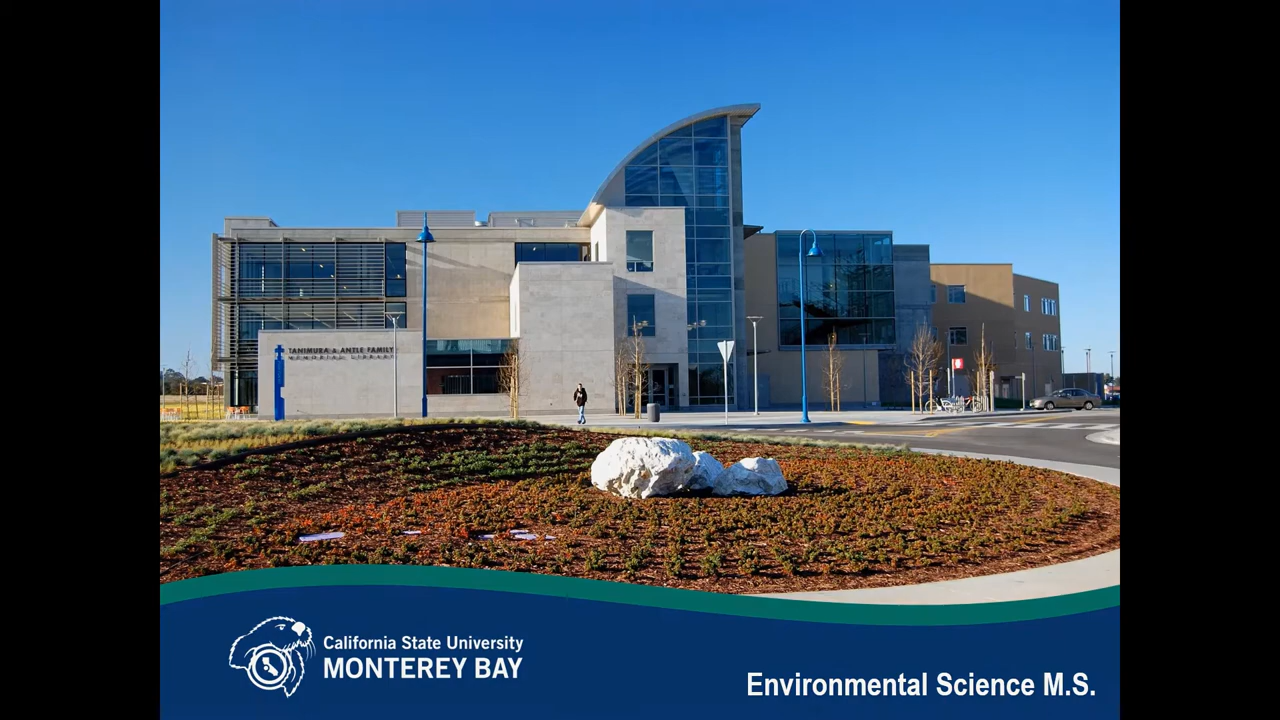 TANIMURA & ANTLE FAMILY
MEMORIAL LIBRARY
California State University
MONTEREY BAY
Environmental Science M.S.